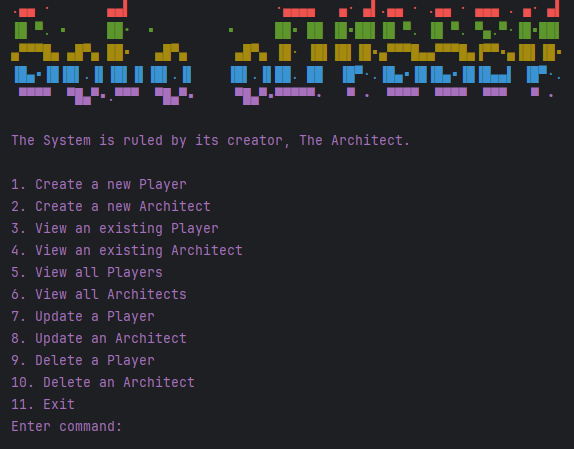 SOLO ODYSSEY
The System is ruled by its creator, The Architect.
1. Create a new Player
2. Create a new Architect
3. View an existing Player
4. View an existing Architect
5. View all Players
6. View all Architects
7. Update a Player
8. Update an Architect
9. Delete a Player
10. Delete an Architect
11. Exit
Enter command: